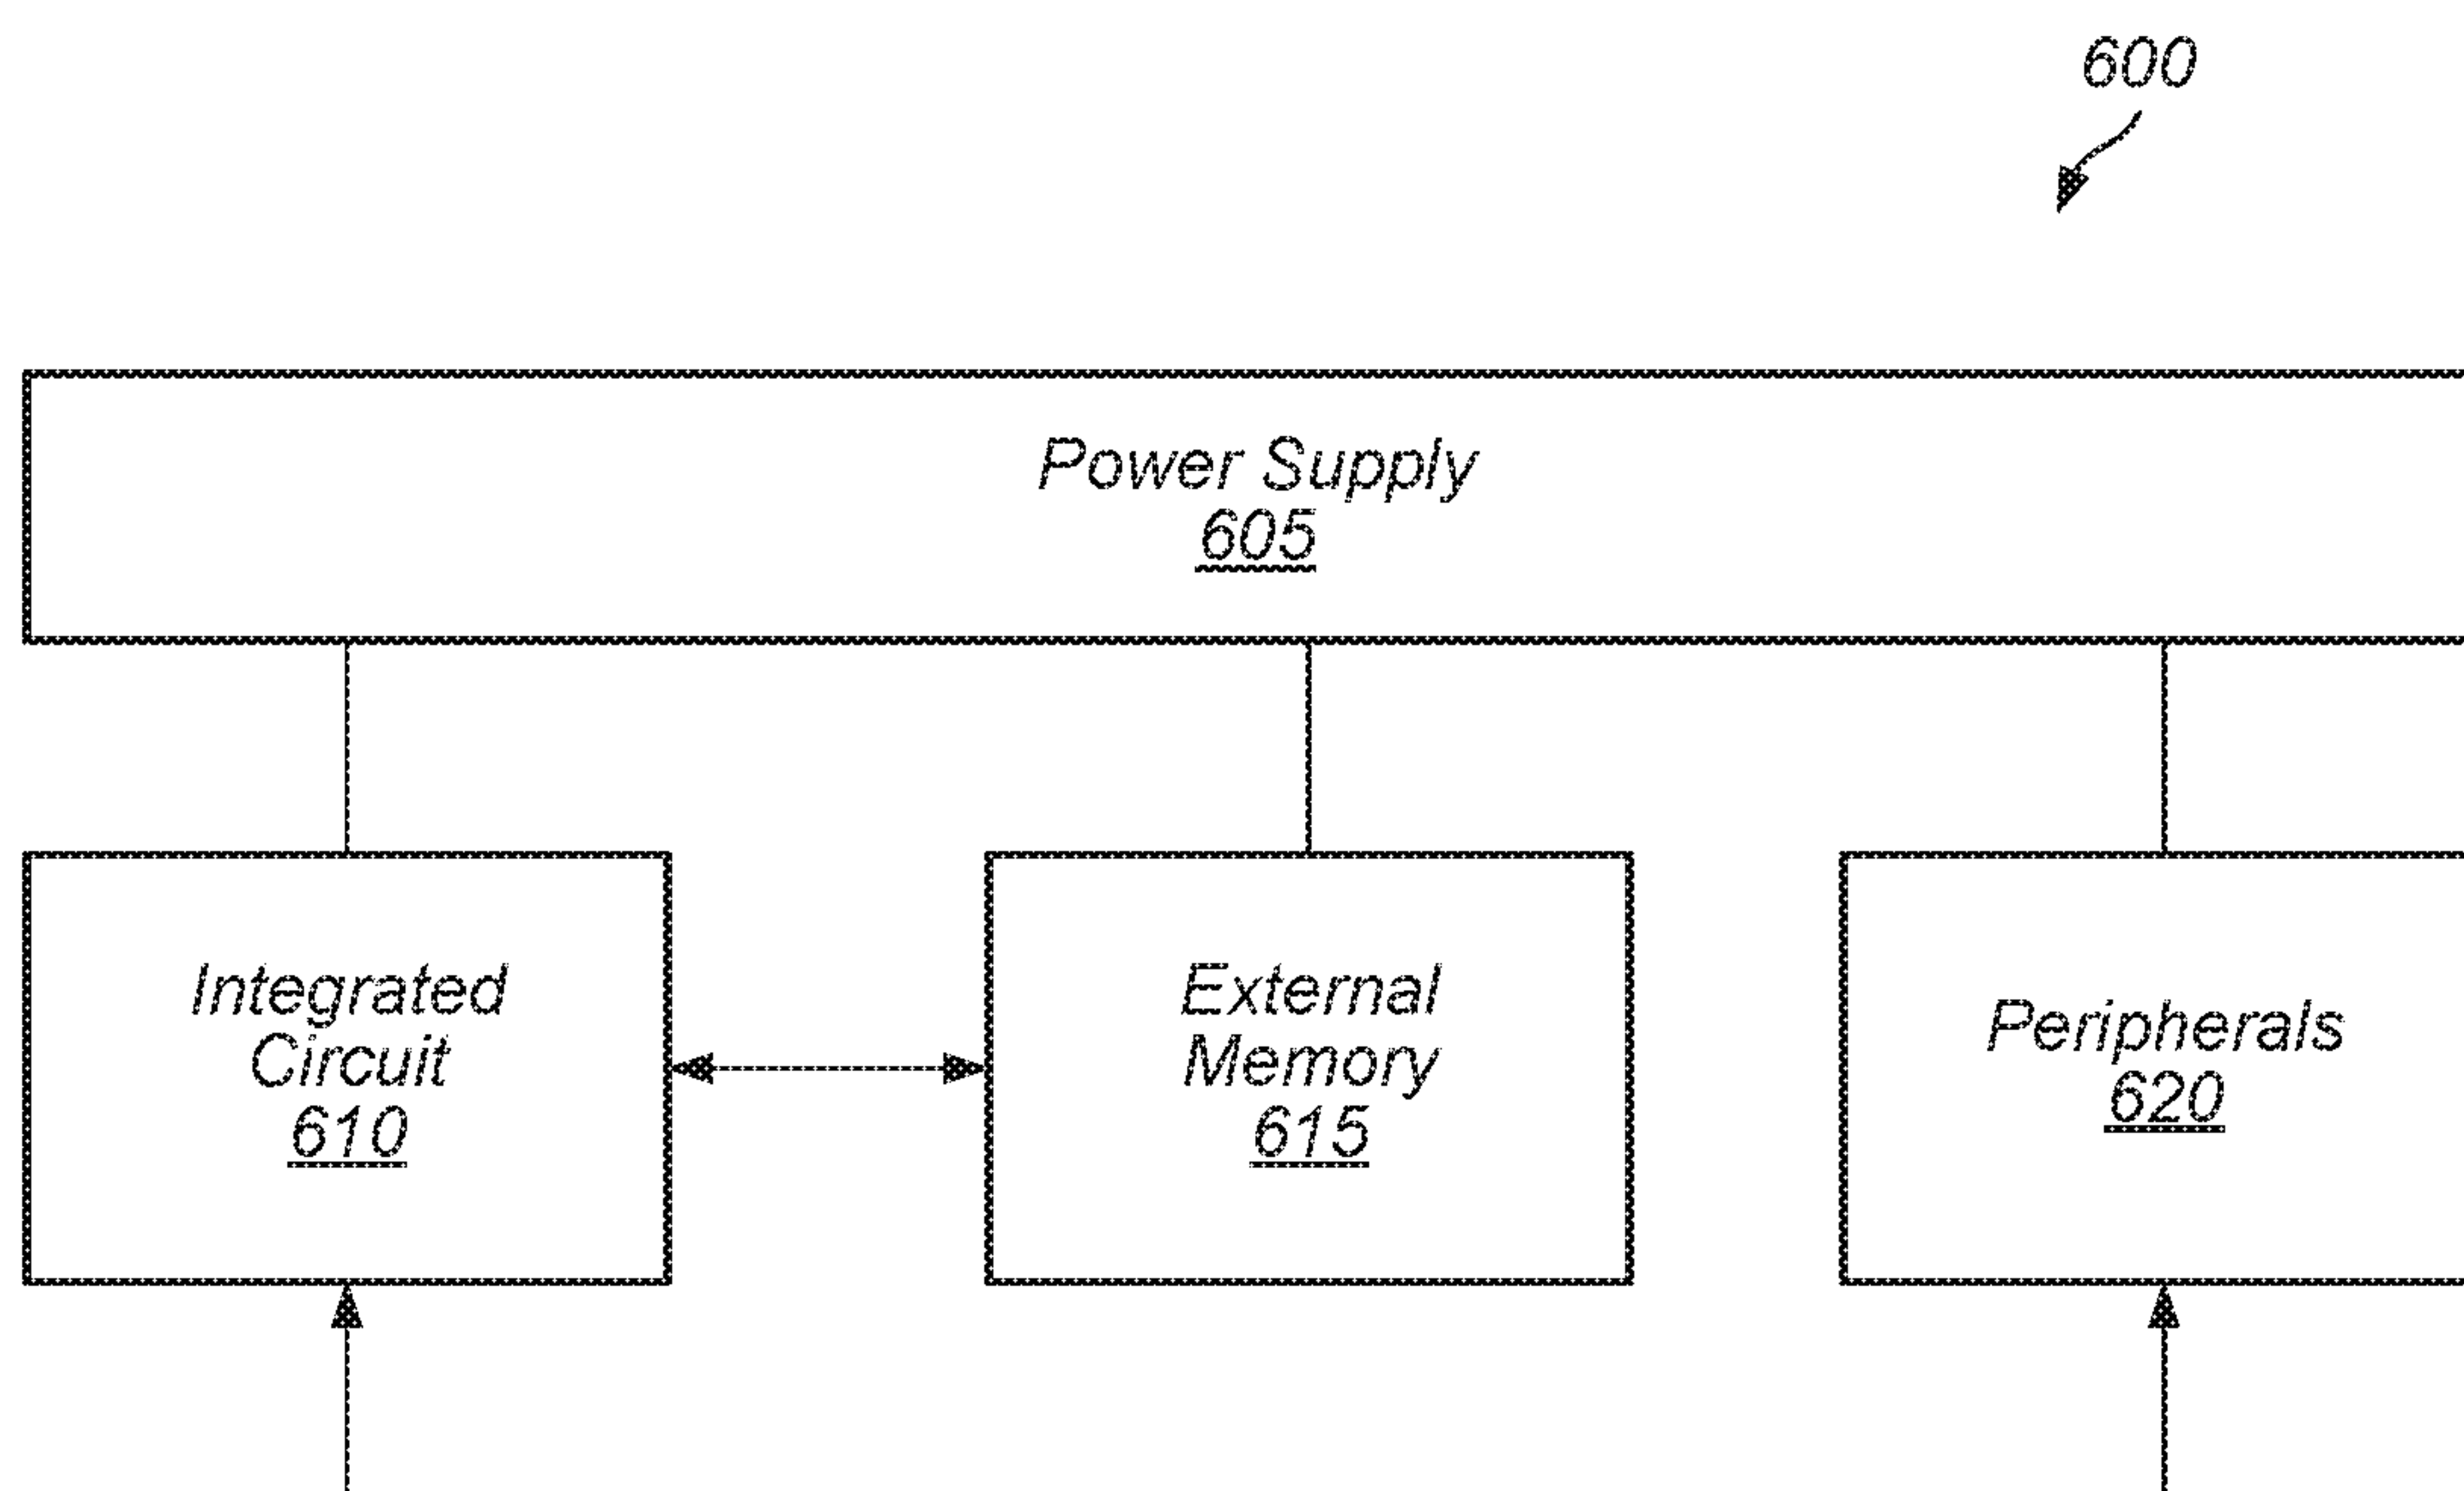 600
Power Supply
605
Integrated
Circuit
610
External
Memory
615
Peripherals
620